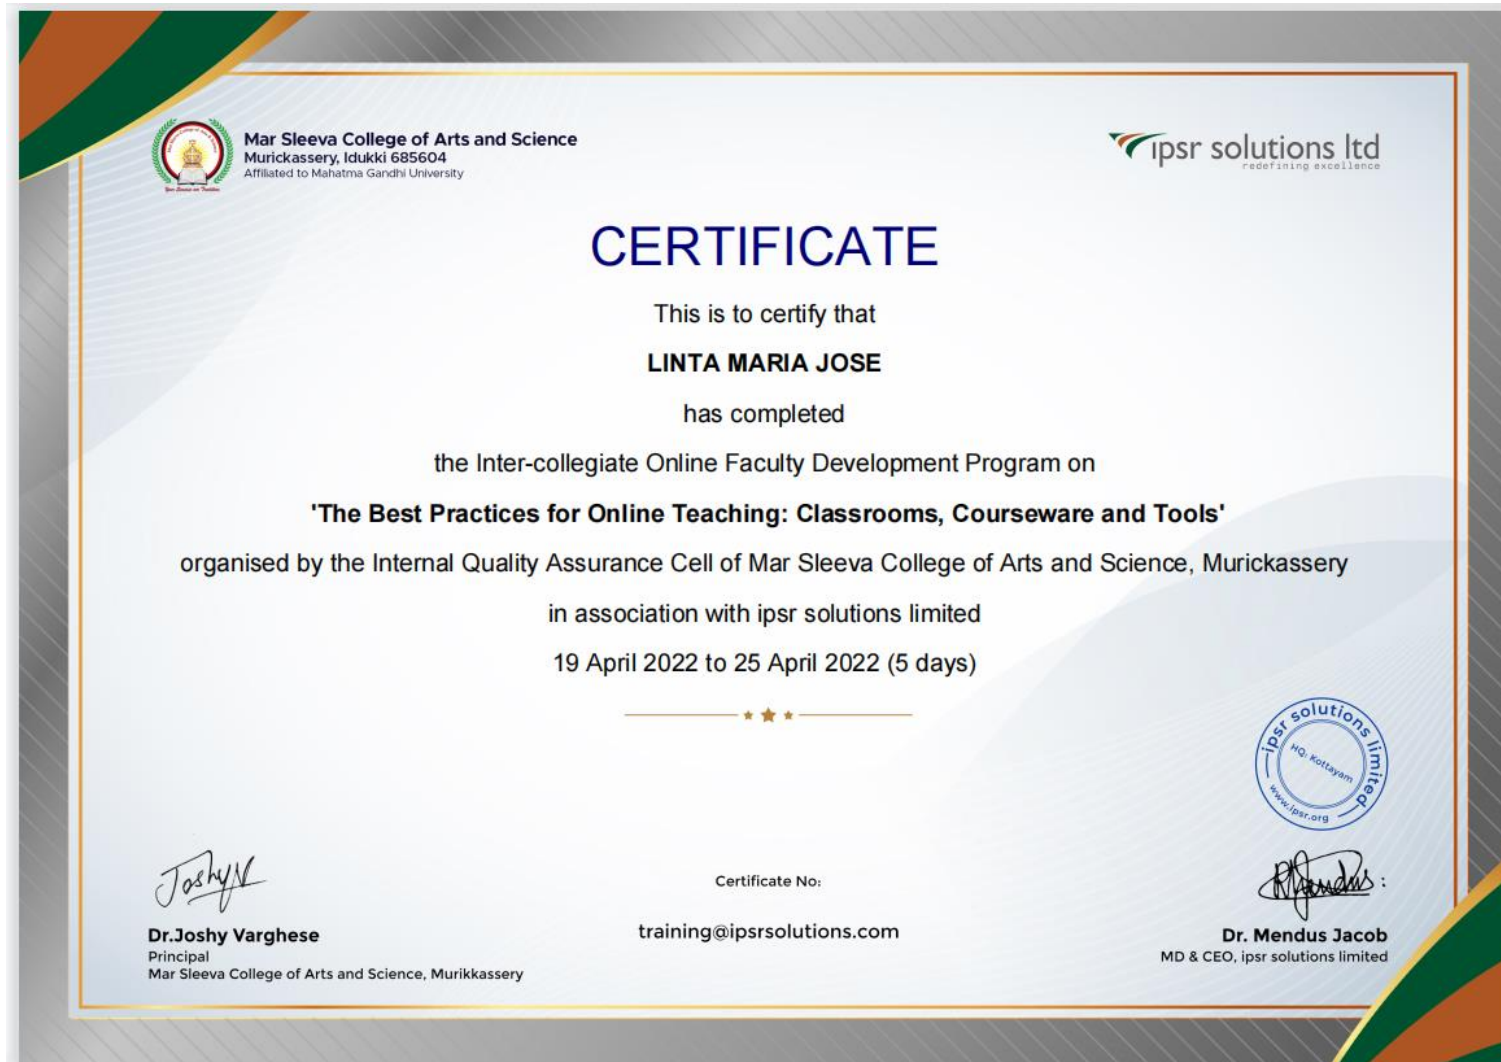 Mar Sleeva College of Arts and Science
Murickassery, Idukki 685604
Affiliated to Mahatma Gandhi University
ipsr solutions ltd
redefining excellence
CERTIFICATE
This is to certify that
LINTA MARIA JOSE
has completed
the Inter-collegiate Online Faculty Development Program on
'The Best Practices for Online Teaching: Classrooms, Courseware and Tools'
organised by the Internal Quality Assurance Cell of Mar Sleeva College of Arts and Science, Murickassery
in association with ipsr solutions limited
19 April 2022 to 25 April 2022 (5 days)
ipsr solutions limited
HQ: Kottayam
www.ipsr.org
Joshy V
Dr.Joshy Varghese
Principal
Mar Sleeva College of Arts and Science, Murikkassery
Certificate No:
training@ipsrsolutions.com
Dr. Mendus Jacob
MD & CEO, ipsr solutions limited